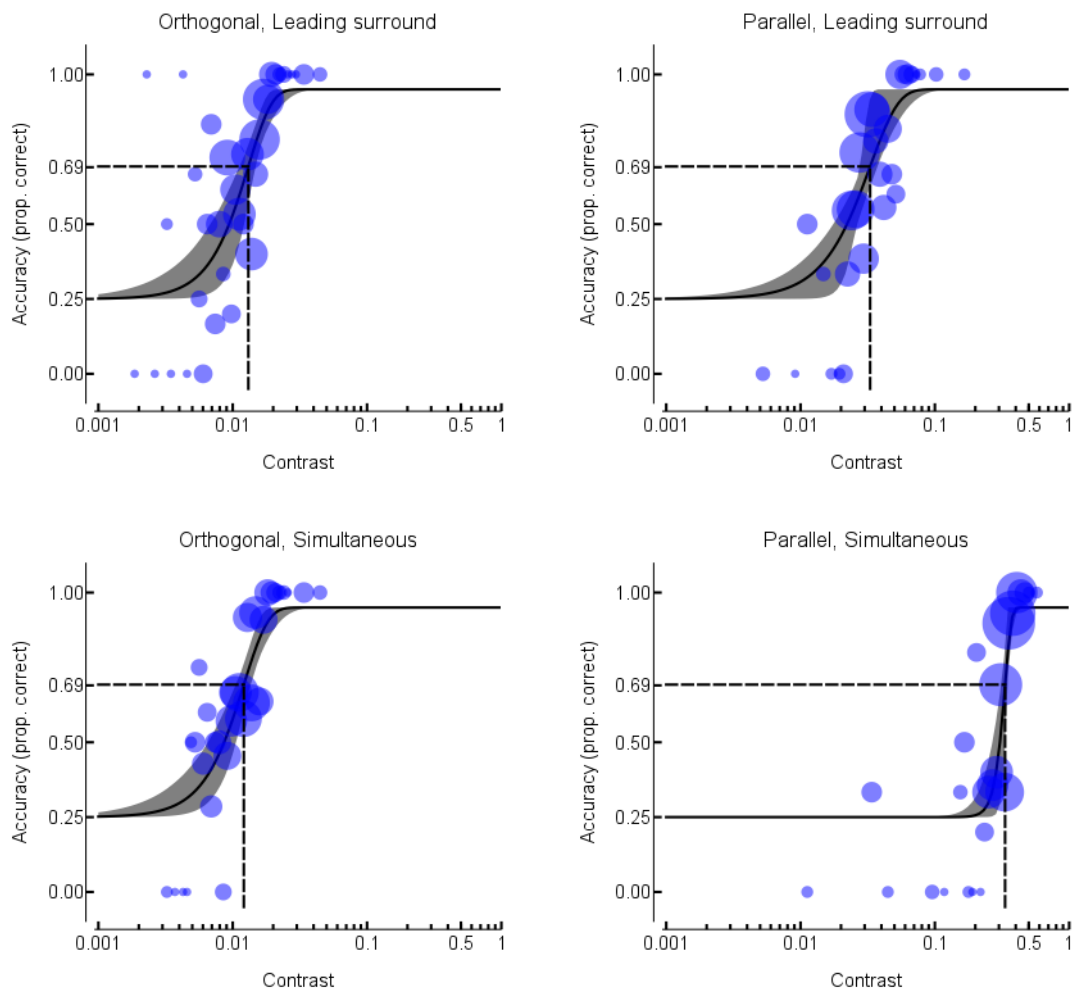 Orthogonal, Leading surround
Accuracy (prop. correct)
1.00
0.69
0.50
0.25
0.00
0.001 0.01 0.1 0.5 1
Contrast
Parallel, Leading surround
Accuracy (prop. correct)
1.00
0.69
0.50
0.25
0.00
0.001 0.01 0.1 0.5 1
Contrast
Orthogonal, Simultaneous
Accuracy (prop. correct)
1.00
0.69
0.50
0.25
0.00
0.001 0.01 0.1 0.5 1
Contrast
Parallel, Simultaneous
Accuracy (prop. correct)
1.00
0.69
0.50
0.25
0.00
0.001 0.01 0.1 0.5 1
Contrast